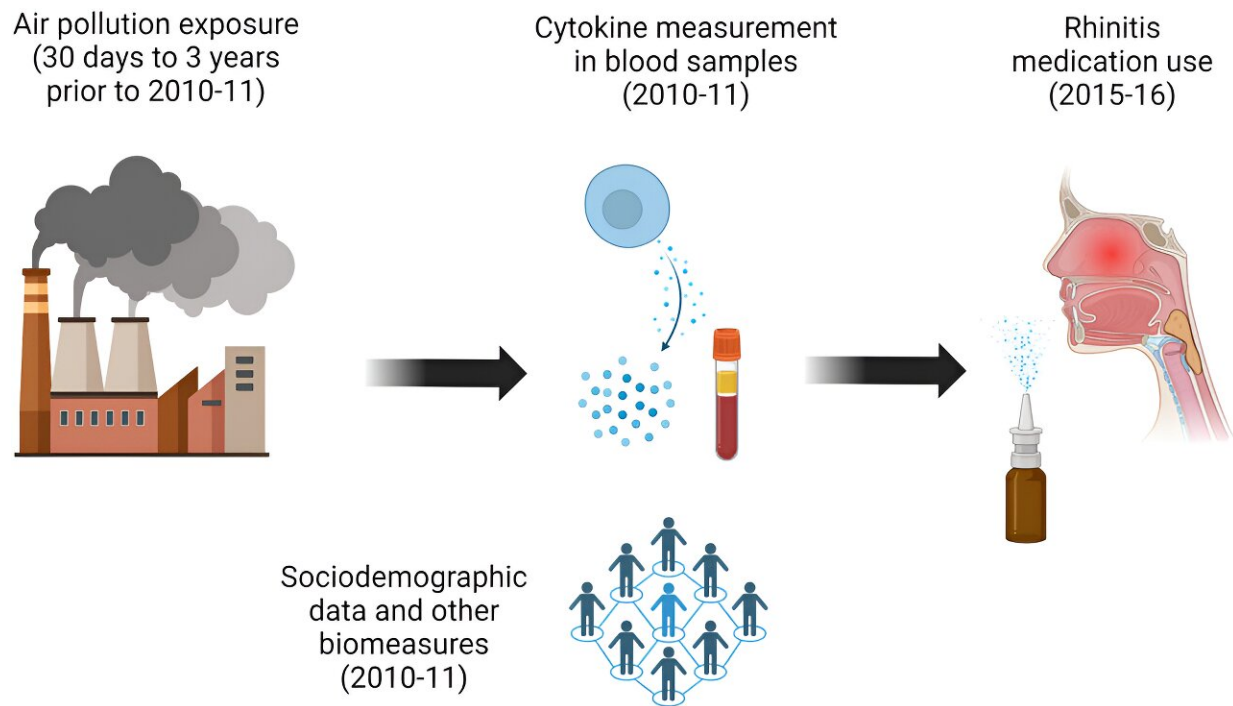 Air pollution exposure
(30 days to 3 years
prior to 2010-11)
Cytokine measurement
in blood samples
(2010-11)
Rhinitis
medication use
(2015-16)
Sociodemographic
data and other
biomeasures
(2010-11)